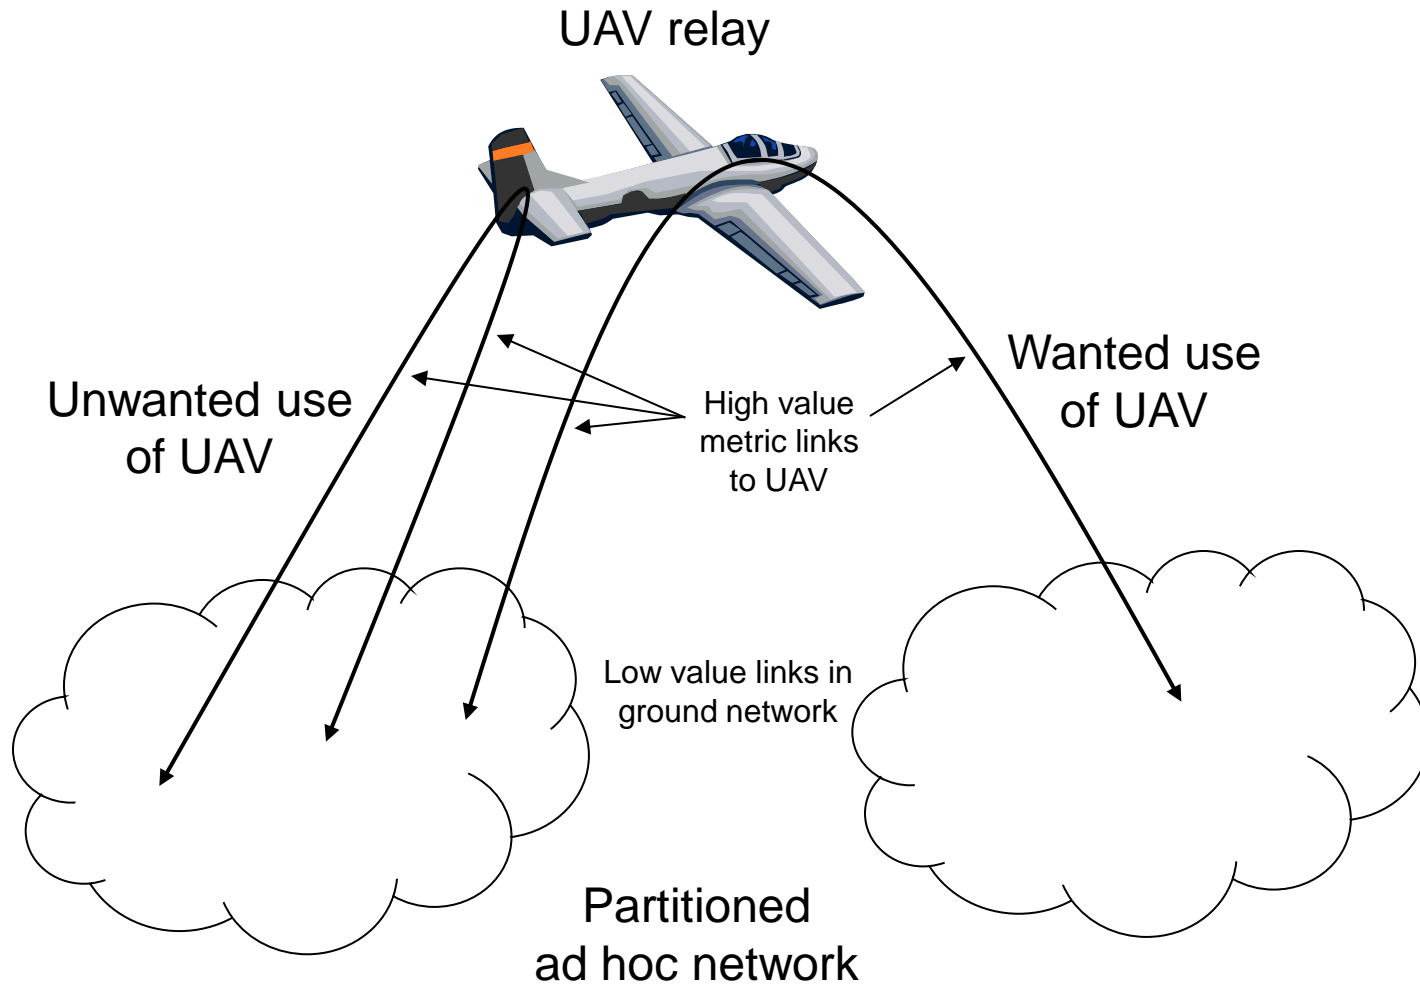 UAV relay
Unwanted use
of UAV
High value
metric links
to UAV
Wanted use
of UAV
Low value links in
ground network
Partitioned
ad hoc network